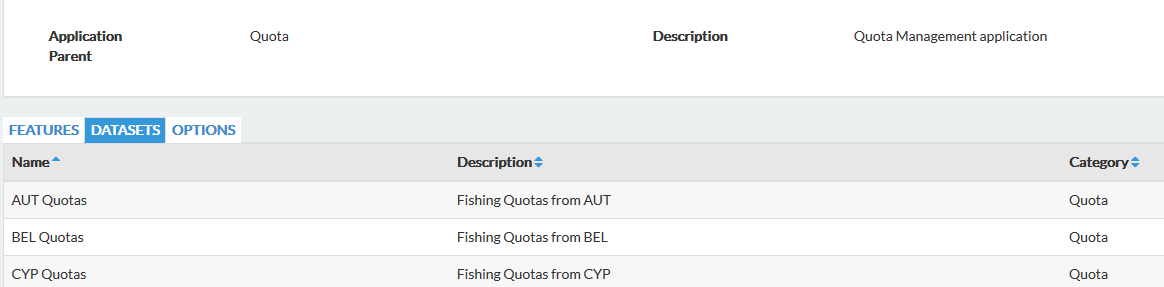 Application Parent Quota Description Quota Management application
FEATURES DATASETS OPTIONS
Name Description Category
AUT Quotas Fishing Quotas from AUT Quota
BEL Quotas Fishing Quotas from BEL Quota
CYP Quotas Fishing Quotas from CYP Quota